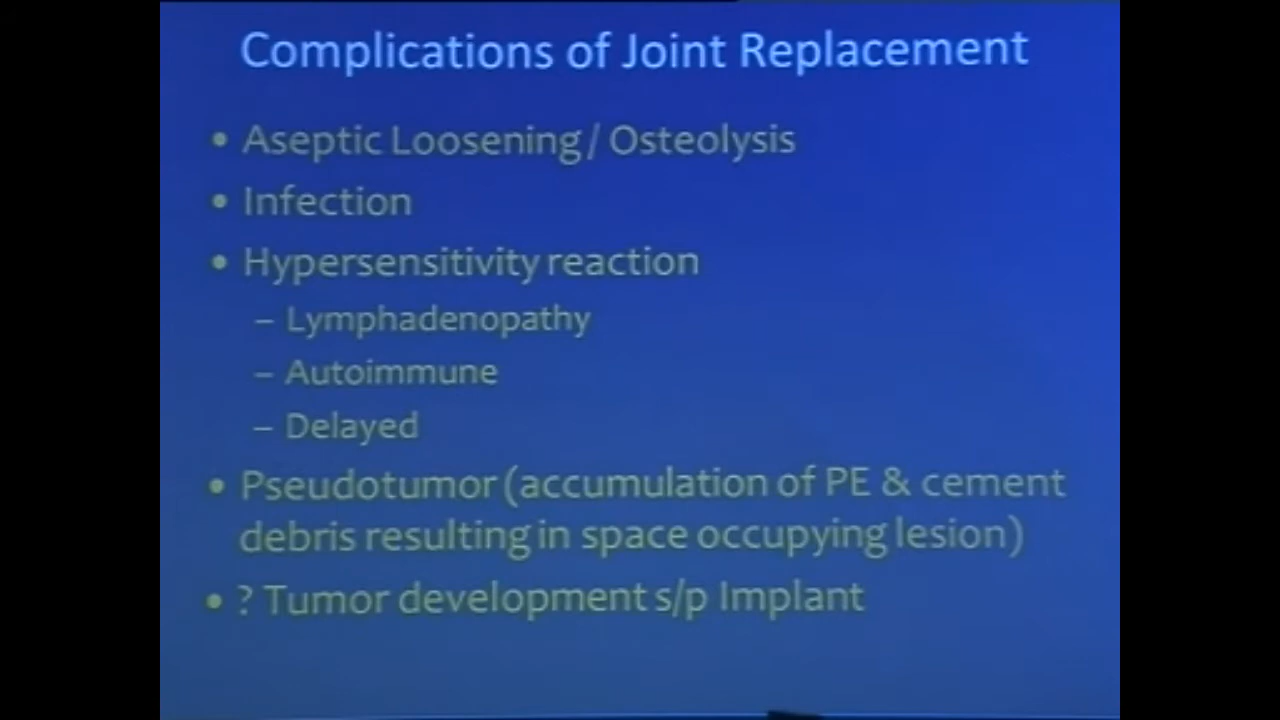 Complications of Joint Replacement
• Aseptic Loosening / Osteolysis
• Infection
• Hypersensitivity reaction
– Lymphadenopathy
– Autoimmune
– Delayed
• Pseudotumor (accumulation of PE & cement
debris resulting in space occupying lesion)
• ? Tumor development s/p Implant